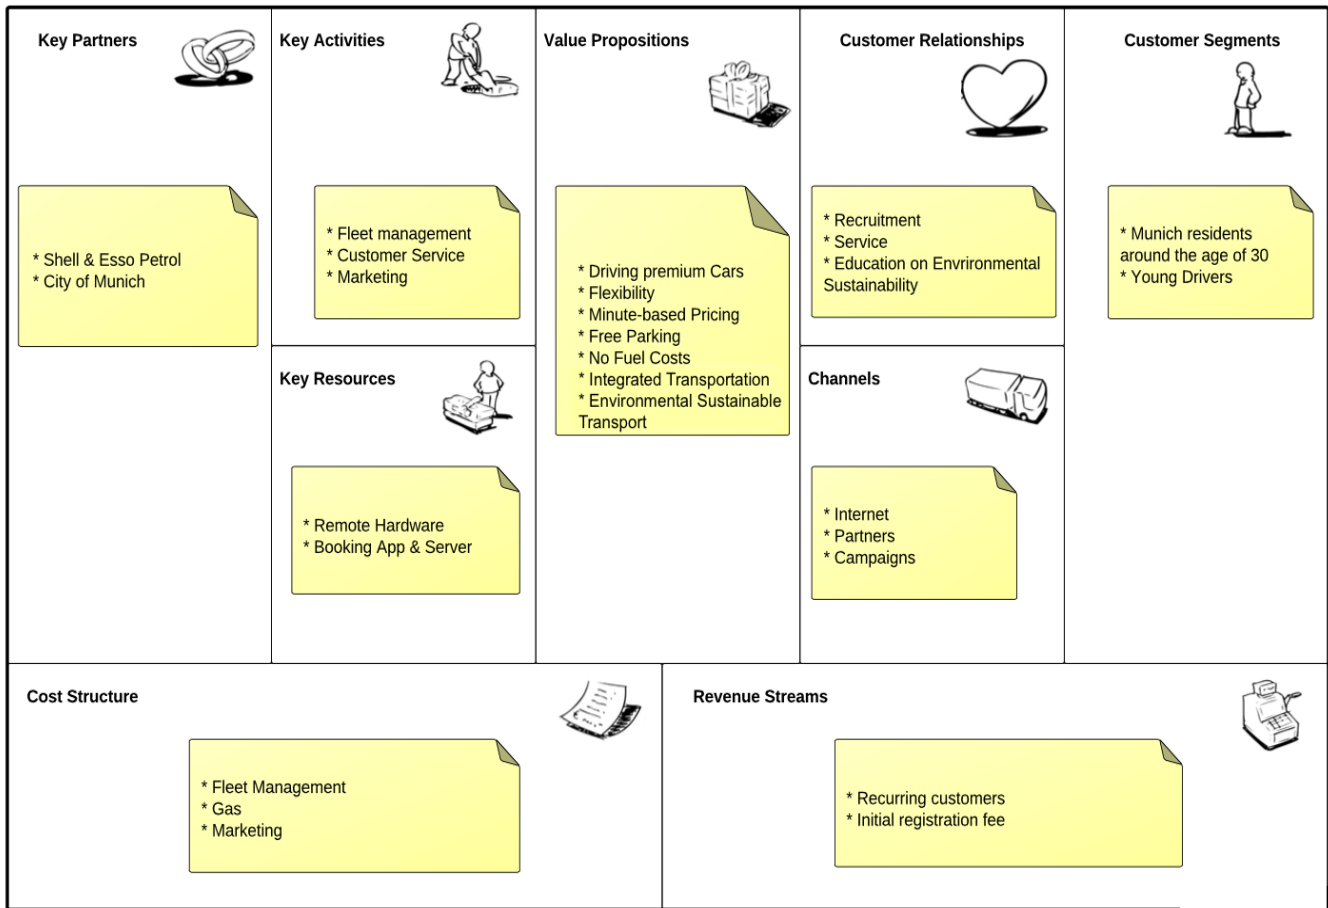 Key Partners
* Shell & Esso Petrol
* City of Munich
Key Activities
* Fleet management
* Customer Service
* Marketing
Key Resources
* Remote Hardware
* Booking App & Server
Value Propositions
* Driving premium Cars
* Flexibility
* Minute-based Pricing
* Free Parking
* No Fuel Costs
* Integrated Transportation
* Environmental Sustainable
Transport
Customer Relationships
* Recruitment
* Service
* Education on Envrironmental
Sustainability
Channels
* Internet
* Partners
* Campaigns
Customer Segments
* Munich residents
around the age of 30
* Young Drivers
Cost Structure
* Fleet Management
* Gas
* Marketing
Revenue Streams
* Recurring customers
* Initial registration fee